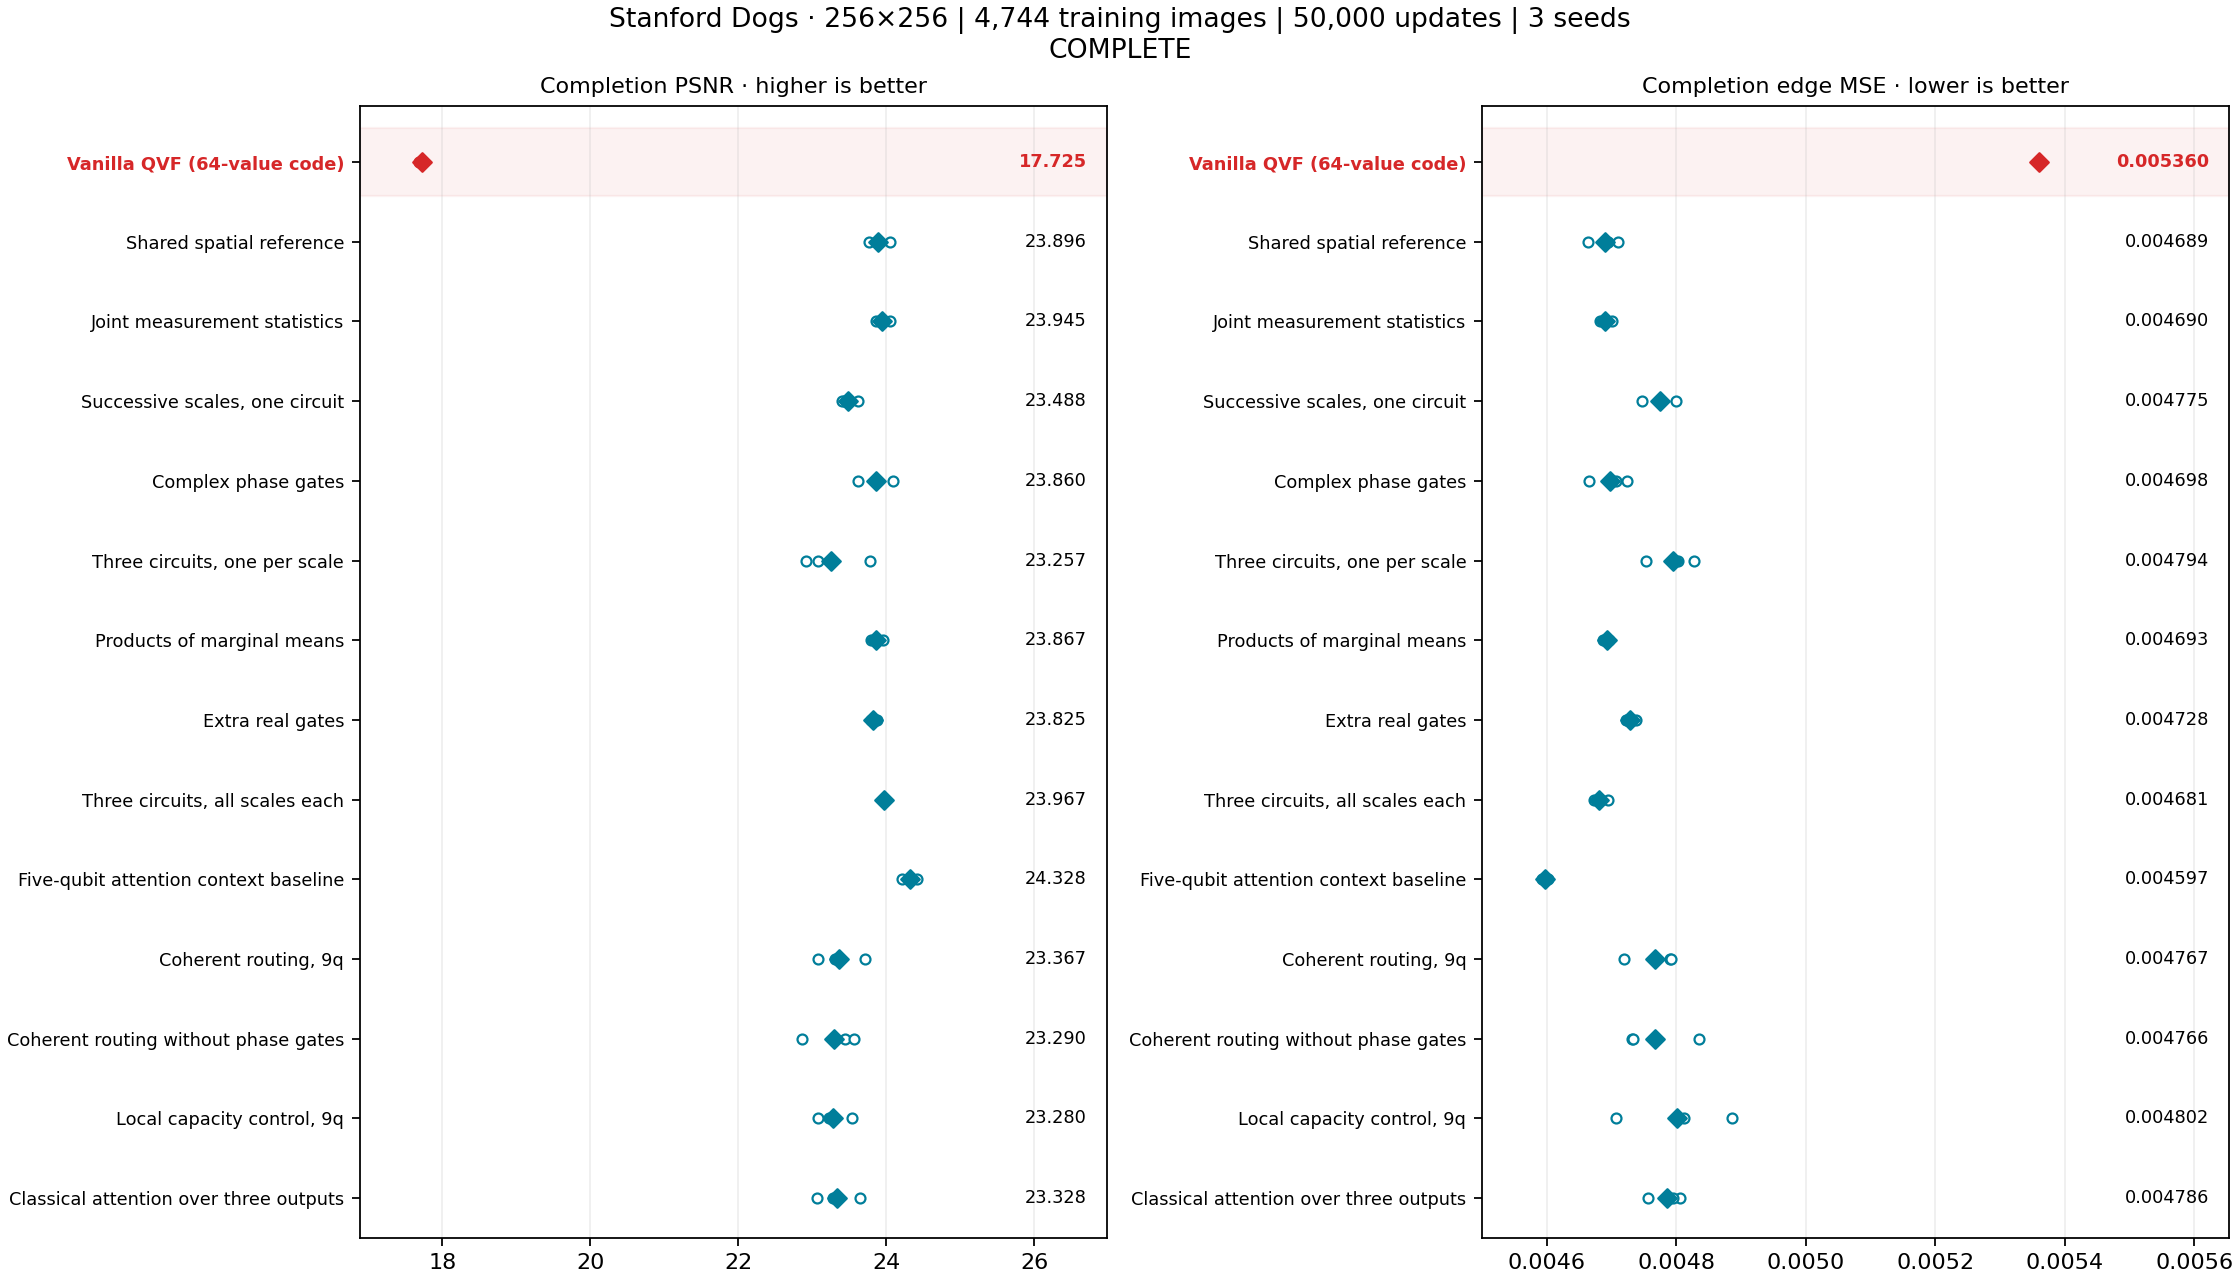 Stanford Dogs · 256×256 | 4,744 training images | 50,000 updates | 3 seeds
COMPLETE
Completion PSNR · higher is better
Vanilla QVF (64-value code) 17.725
Shared spatial reference 23.896
Joint measurement statistics 23.945
Successive scales, one circuit 23.488
Complex phase gates 23.860
Three circuits, one per scale 23.257
Products of marginal means 23.867
Extra real gates 23.825
Three circuits, all scales each 23.967
Five-qubit attention context baseline 24.328
Coherent routing, 9q 23.367
Coherent routing without phase gates 23.290
Local capacity control, 9q 23.280
Classical attention over three outputs 23.328
18 20 22 24 26
Completion edge MSE · lower is better
Vanilla QVF (64-value code) 0.005360
Shared spatial reference 0.004689
Joint measurement statistics 0.004690
Successive scales, one circuit 0.004775
Complex phase gates 0.004698
Three circuits, one per scale 0.004794
Products of marginal means 0.004693
Extra real gates 0.004728
Three circuits, all scales each 0.004681
Five-qubit attention context baseline 0.004597
Coherent routing, 9q 0.004767
Coherent routing without phase gates 0.004766
Local capacity control, 9q 0.004802
Classical attention over three outputs 0.004786
0.0046 0.0048 0.0050 0.0052 0.0054 0.0056